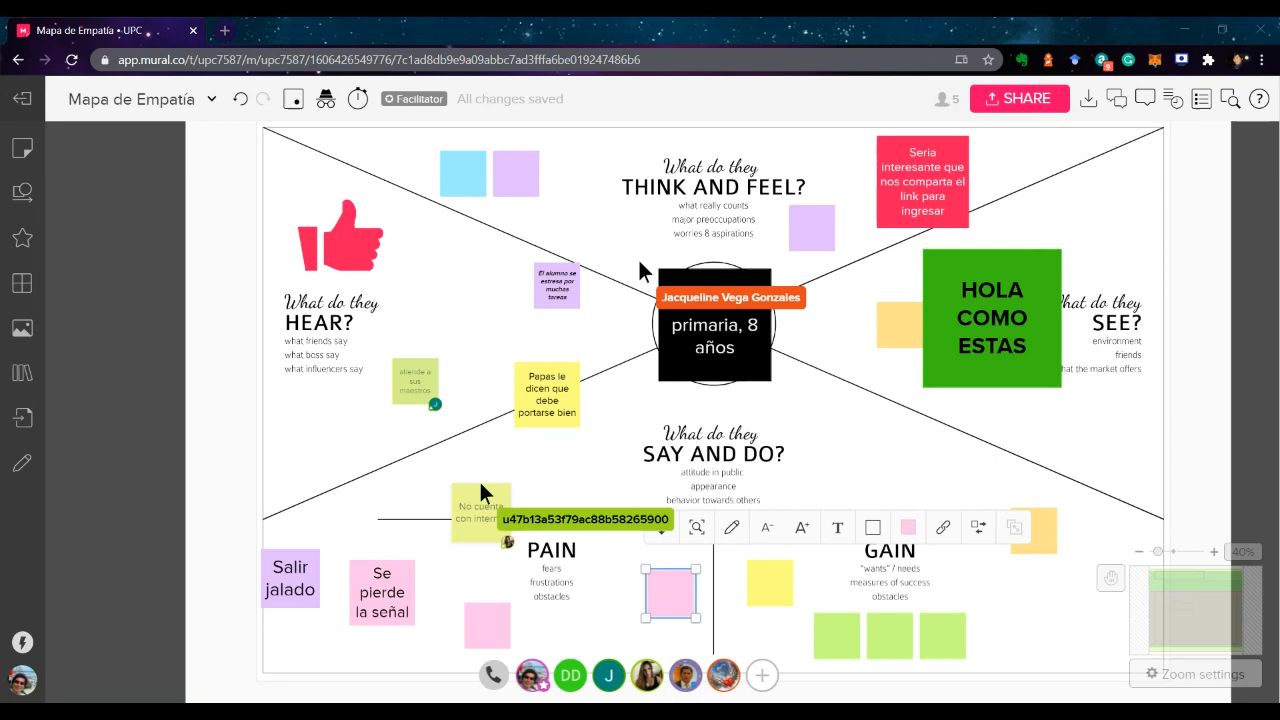 Mapa de Empatía • UPC
app.mural.co/t/upc7587/m/upc7587/1606426549776/7c1ad8db9e9a09abbc7ad3fffa6be019247486b6
9
Mapa de Empatía
Facilitator
All changes saved
5
SHARE
What do they
THINK AND FEEL?
what really counts
major preoccupations
worries & aspirations
Seria
interesante que
nos comparta el
link para
ingresar
El alumno se
estresa por
muchas
tareas
What do they
HEAR?
what friends say
what boss say
what influencers say
Jacqueline Vega Gonzales
primaria, 8
años
HOLA
COMO
ESTAS
What do they
SEE?
environment
friends
what the market offers
atiende a
sus
maestros
J
Papas le
dicen que
debe
portarse bien
What do they
SAY AND DO?
attitude in public
appearance
behavior towards others
No cuenta
con intern
u47b13a53f79ac88b58265900
A-
A+
T
PAIN
fears
frustrations
obstacles
GAIN
"wants" / needs
measures of success
obstacles
Salir
jalado
Se
pierde
la señal
40%
Zoom settings
DD
J